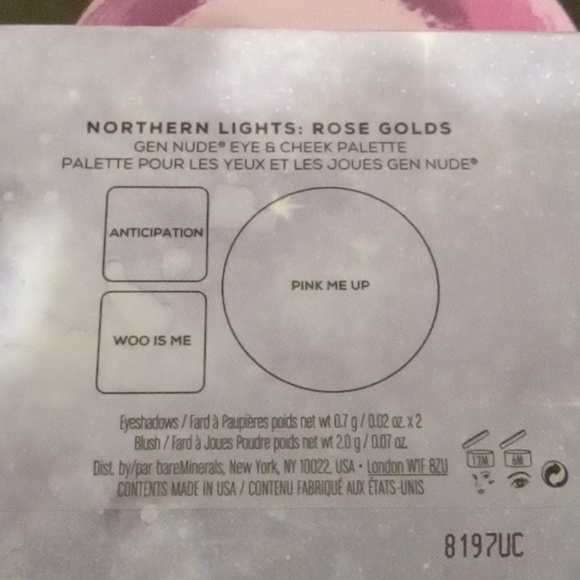 NORTHERN LIGHTS: ROSE GOLDS
GEN NUDE® EYE & CHEEK PALETTE
PALETTE POUR LES YEUX ET LES JOUES GEN NUDE®
ANTICIPATION
PINK ME UP
WOO IS ME
Eyeshadows / Fard à Paupières poids net wt 0.7 g / 0.02 oz. x 2
Blush / Fard à Joues Poudre poids net wt 2.0 g / 0.07 oz.
Dist. by/par bareMinerals, New York, NY 10022, USA • London W1F 8ZU
CONTENTS MADE IN USA / CONTENU FABRIQUÉ AUX ÉTATS-UNIS
12M 6M
8197UC